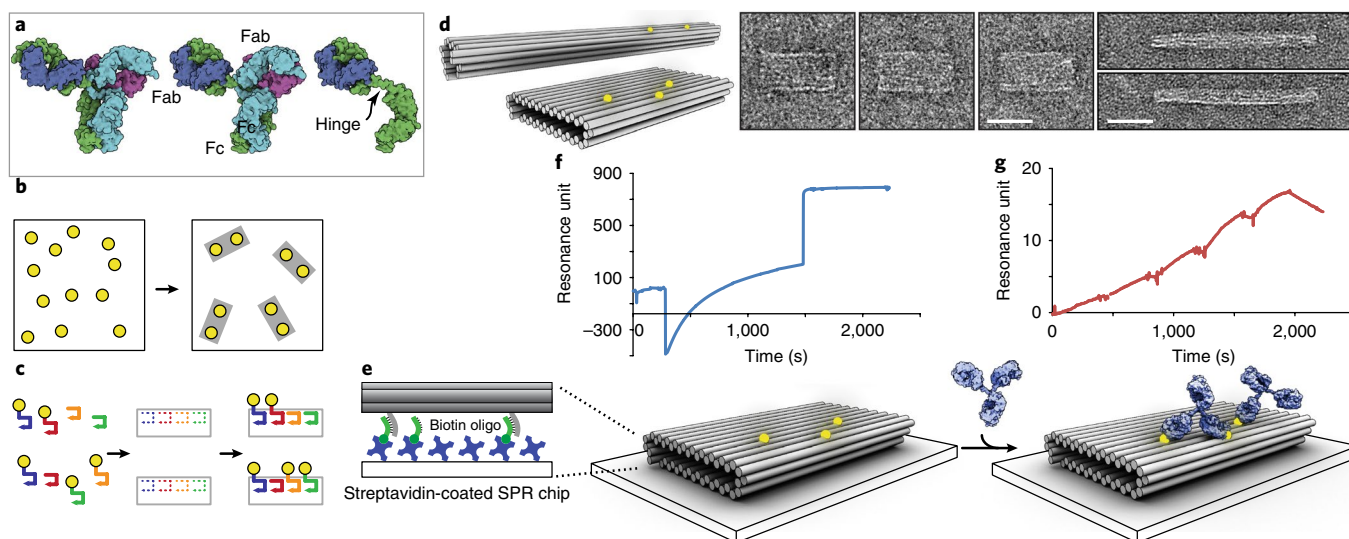 a
Fab
Fab
Hinge
Fc
Fc
b
c
d
e
Biotin oligo
Streptavidin-coated SPR chip
f
900
500
100
–300
Resonance unit
0
1,000
2,000
Time (s)
g
20
10
0
Resonance unit
0
1,000
2,000
Time (s)